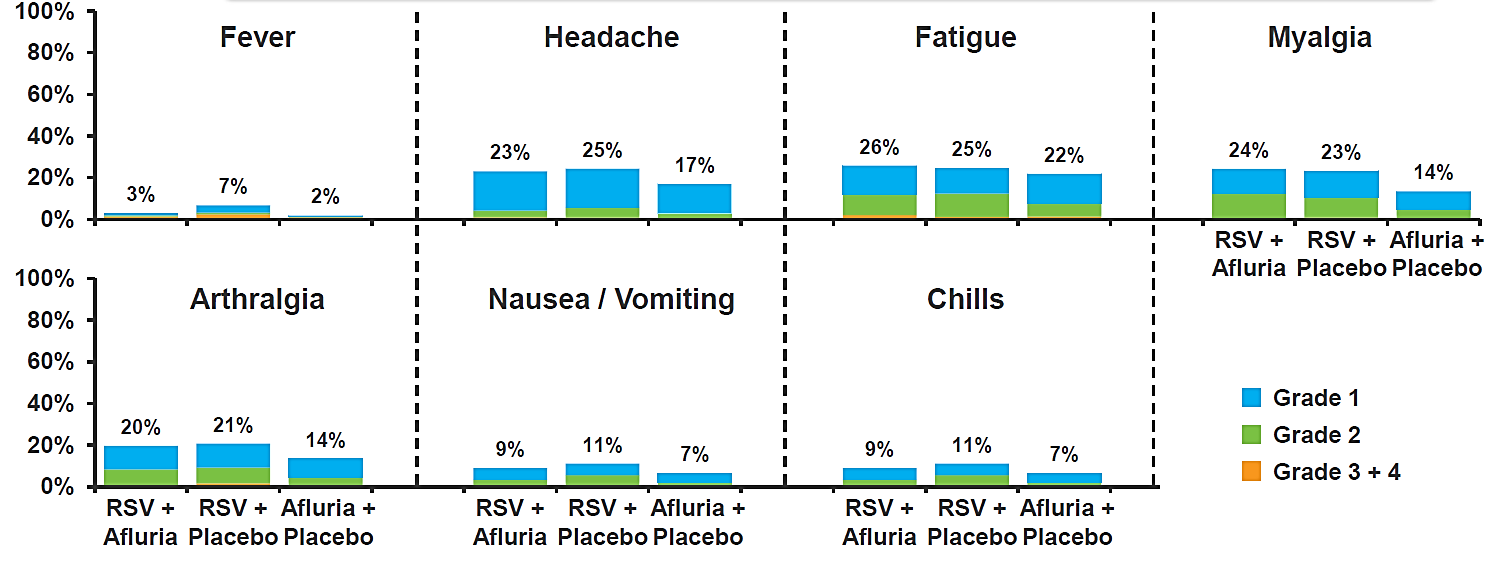 100%
80%
60%
40%
20%
0%
Fever
3%
7%
2%
Headache
23%
25%
17%
Fatigue
26%
25%
22%
Myalgia
24%
23%
14%
RSV + Afluria
RSV + Placebo
Afluria + Placebo
100%
80%
60%
40%
20%
0%
Arthralgia
20%
21%
14%
RSV + Afluria
RSV + Placebo
Afluria + Placebo
Nausea / Vomiting
9%
11%
7%
RSV + Afluria
RSV + Placebo
Afluria + Placebo
Chills
9%
11%
7%
RSV + Afluria
RSV + Placebo
Afluria + Placebo
Grade 1
Grade 2
Grade 3 + 4